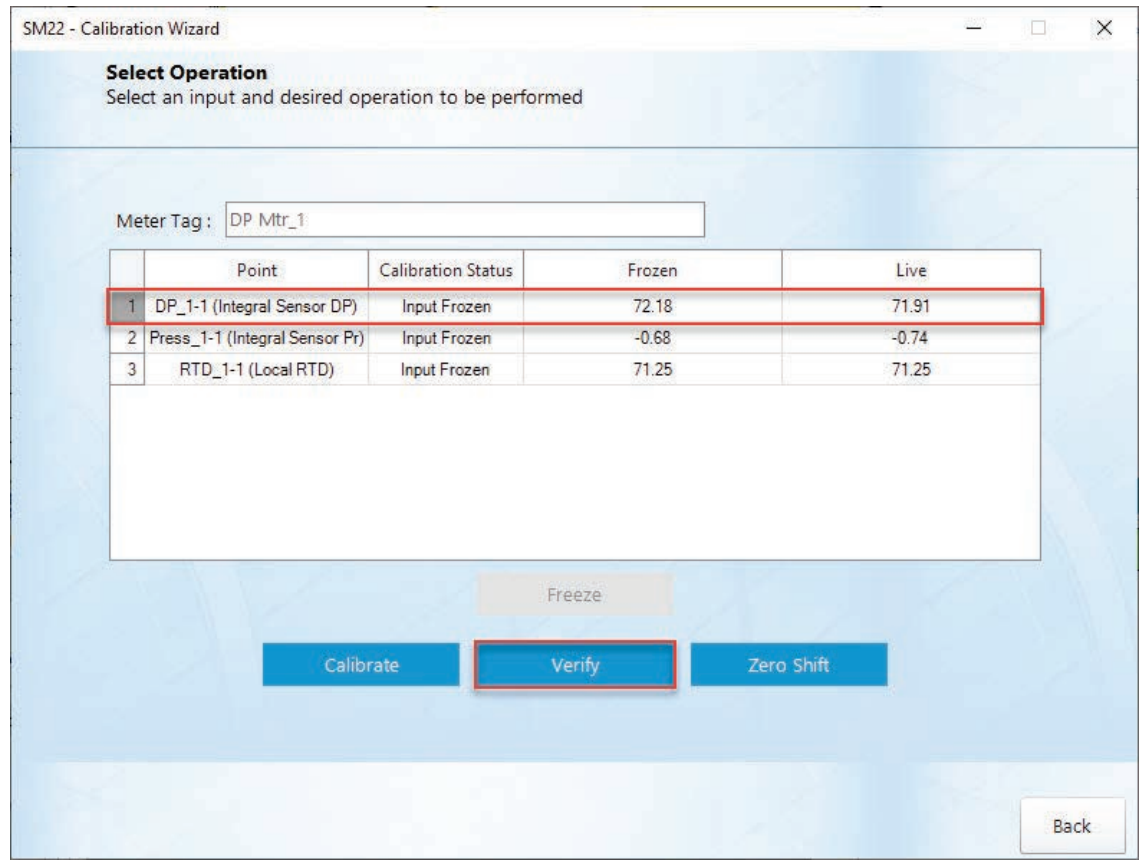 SM22 - Calibration Wizard
Select Operation
Select an input and desired operation to be performed
Meter Tag : DP Mtr_1
Point Calibration Status Frozen Live
1 DP_1-1 (Integral Sensor DP) Input Frozen 72.18 71.91
2 Press_1-1 (Integral Sensor Pr) Input Frozen -0.68 -0.74
3 RTD_1-1 (Local RTD) Input Frozen 71.25 71.25
Freeze
Calibrate Verify Zero Shift
Back